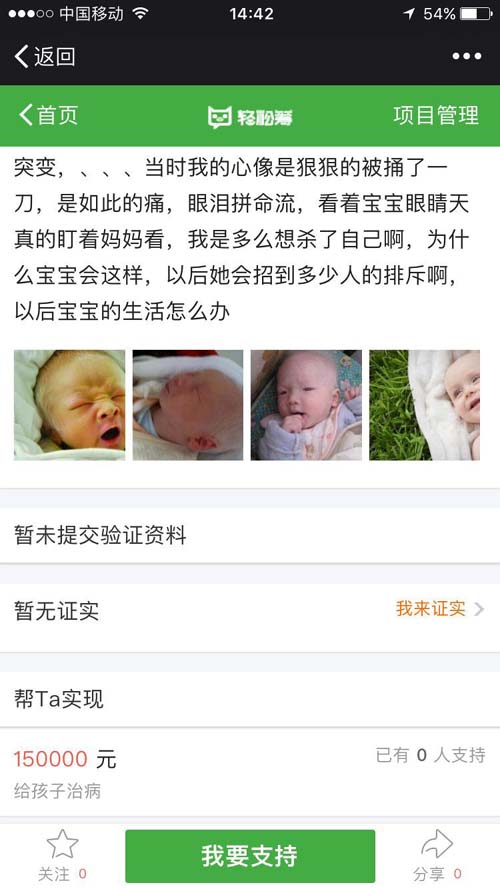 中国移动 14:42 54%
返回
首页 轻松筹 项目管理
突变，、、、当时我的心像是狠狠的被捅了一
刀，是如此的痛，眼泪拼命流，看着宝宝眼睛天
真的盯着妈妈看，我是多么想杀了自己啊，为什
么宝宝会这样，以后她会招到多少人的排斥啊，
以后宝宝的生活怎么办
暂未提交验证资料
暂无证实 我来证实
帮Ta实现
150000 元 已有 0 人支持
给孩子治病
关注 0 我要支持 分享 0